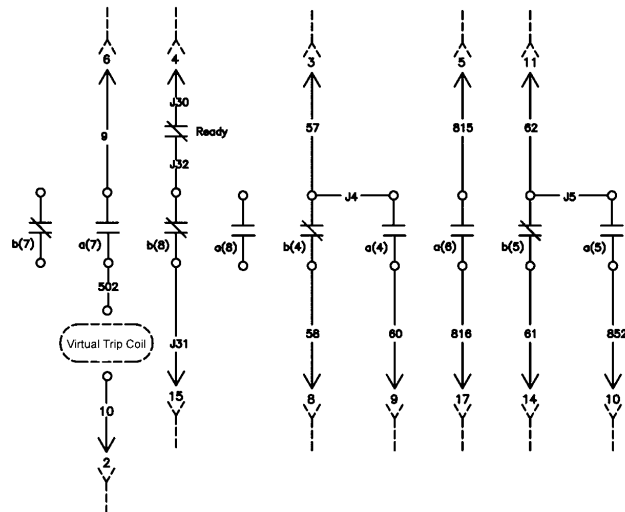 6 4 3 5 11
J30
9 Ready 57 815 62
J32
J4 J5
b(7) a(7) b(8) a(8) b(4) a(4) a(6) b(5) a(5)
502
Virtual Trip Coil J31 58 60 816 61 852
15 8 9 17 14 10
10
2